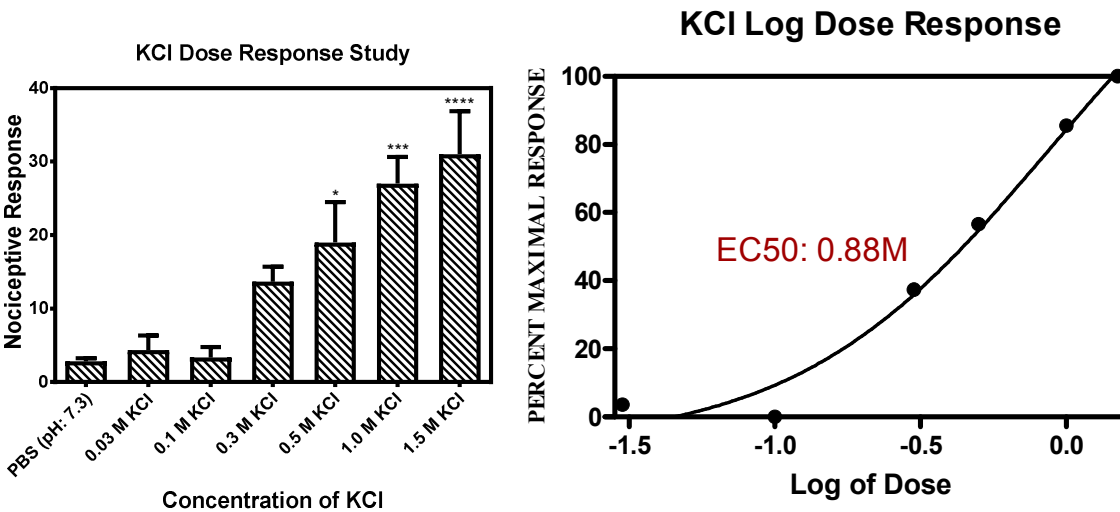 KCl Dose Response Study
Nociceptive Response
40
30
20
10
0
*
***
****
PBS (pH: 7.3)
0.03 M KCl
0.1 M KCl
0.3 M KCl
0.5 M KCl
1.0 M KCl
1.5 M KCl
Concentration of KCl
KCl Log Dose Response
PERCENT MAXIMAL RESPONSE
100
80
60
40
20
0
EC50: 0.88M
-1.5
-1.0
-0.5
0.0
Log of Dose